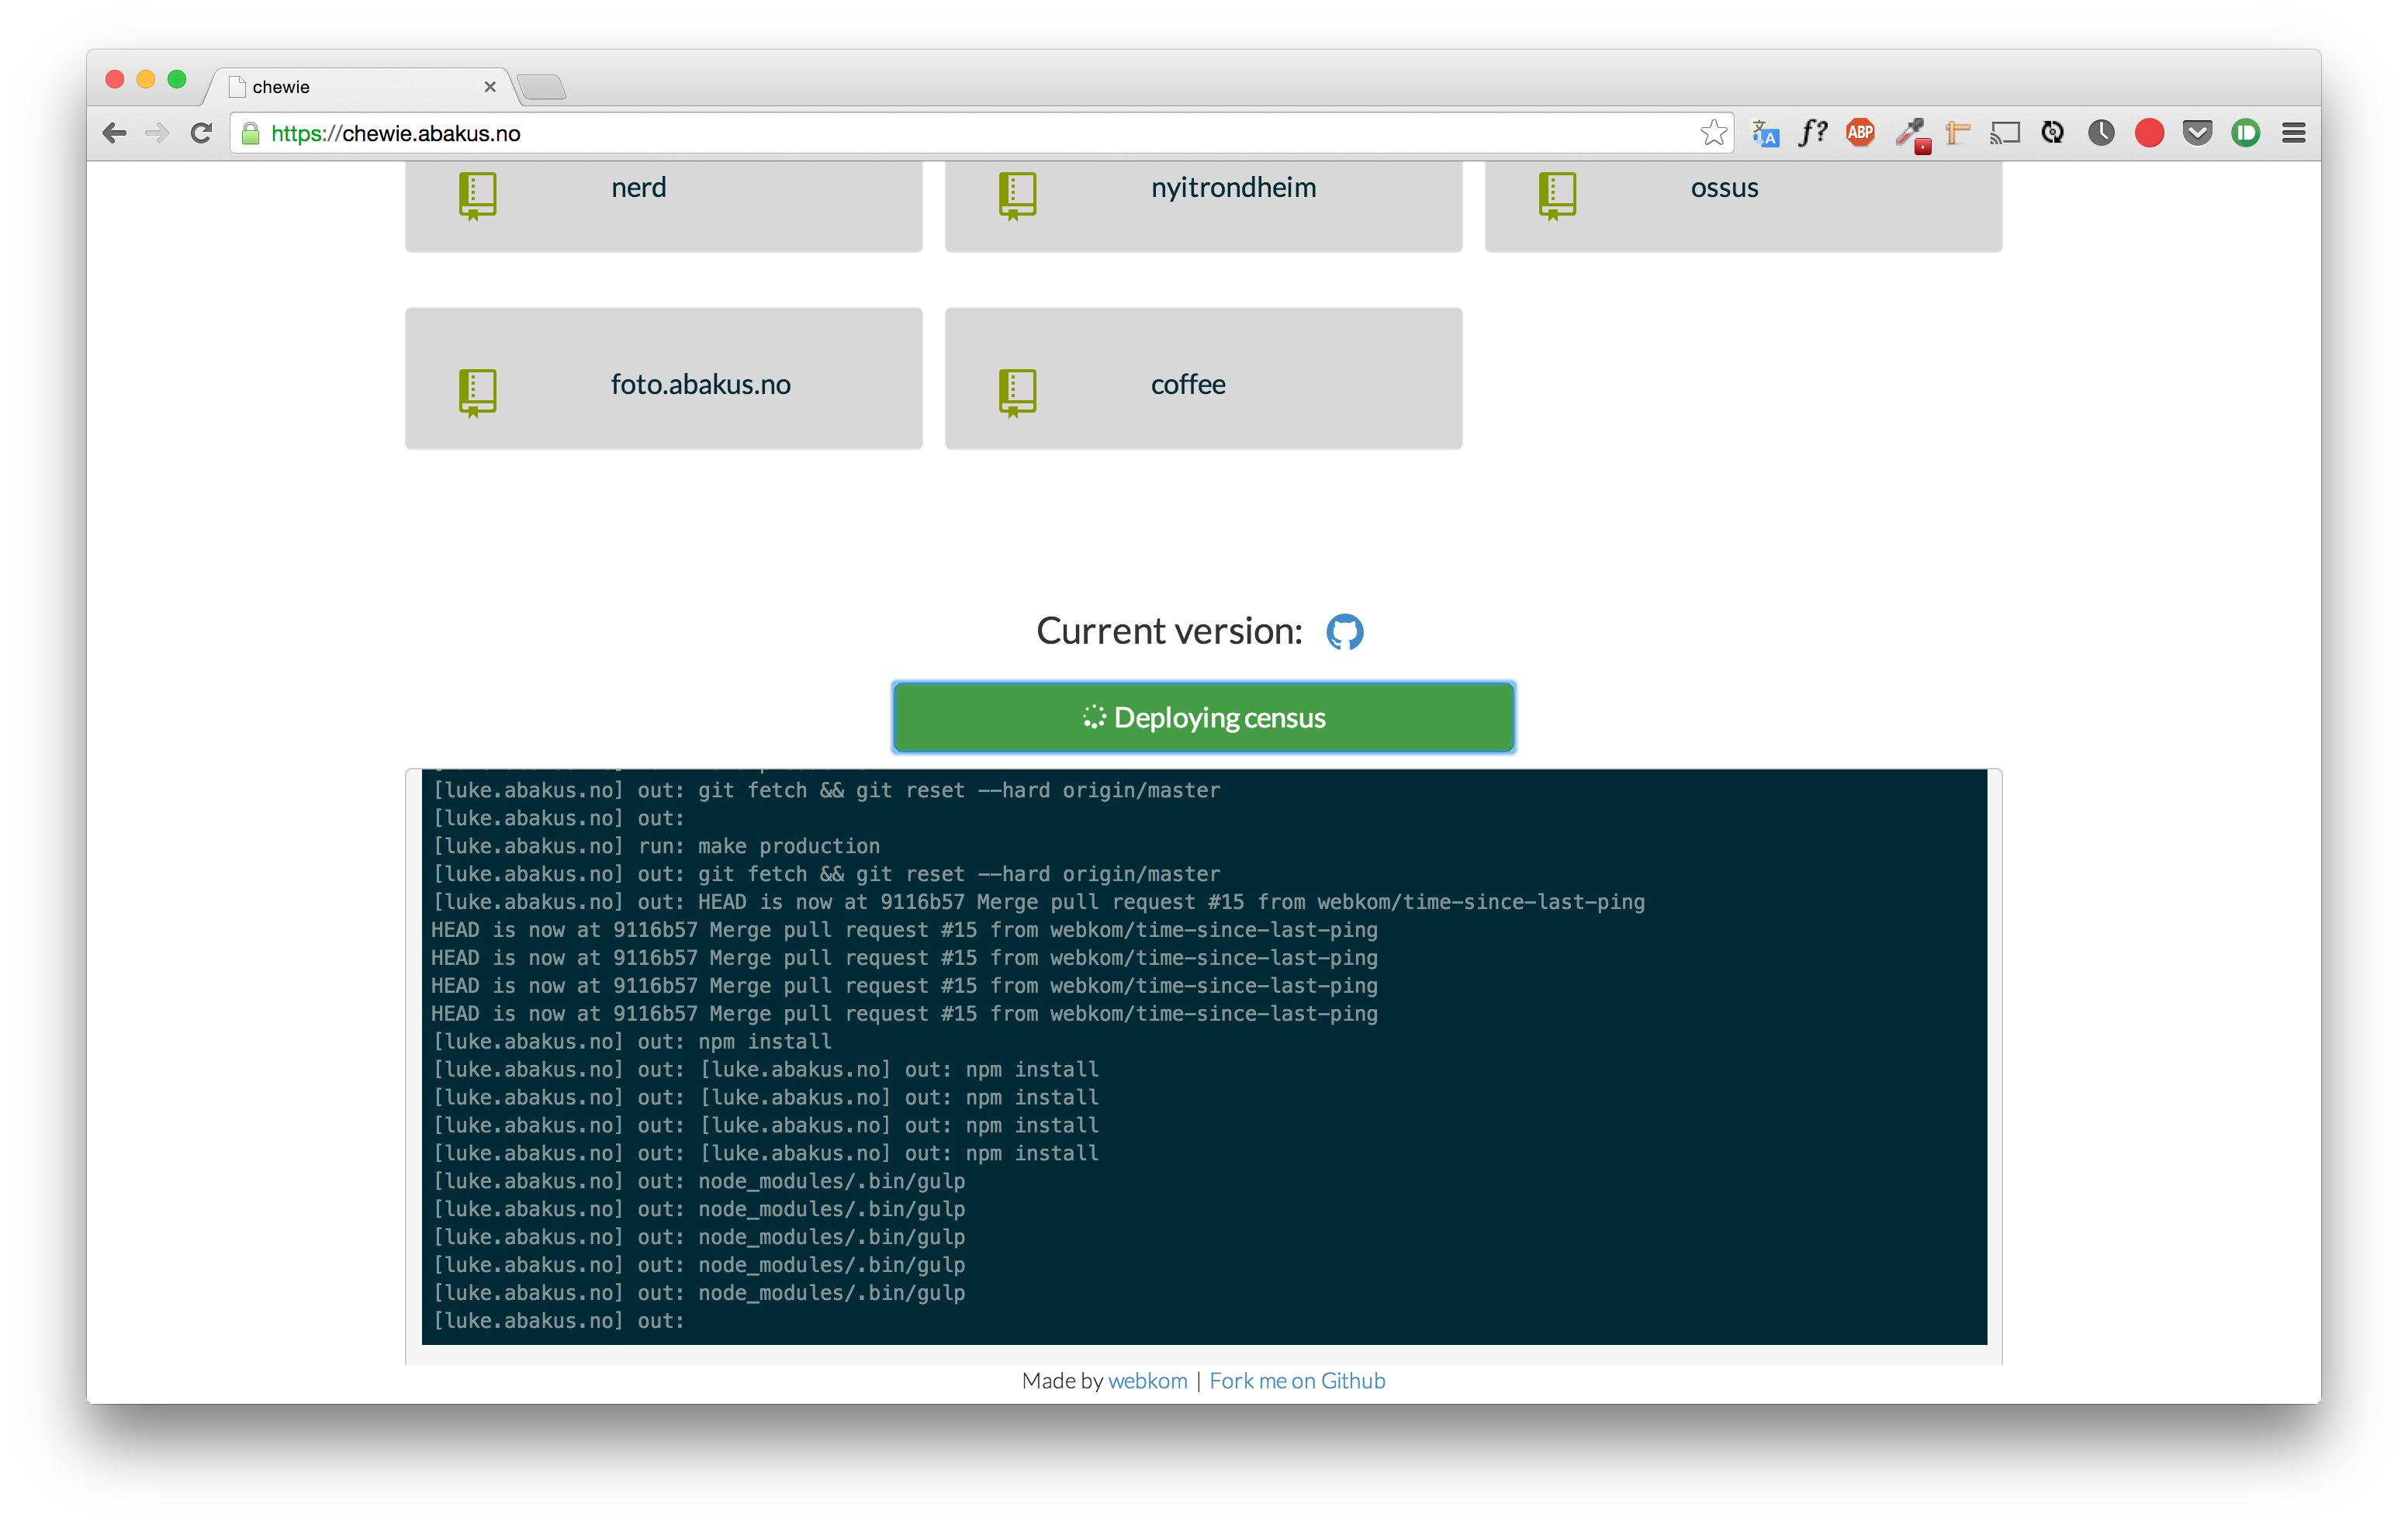 chewie
https://chewie.abakus.no
f?
ABP
A
nerd
nyitrondheim
ossus
foto.abakus.no
coffee
Current version:
Deploying census
[luke.abakus.no] out: git fetch && git reset --hard origin/master
[luke.abakus.no] out:
[luke.abakus.no] run: make production
[luke.abakus.no] out: git fetch && git reset --hard origin/master
[luke.abakus.no] out: HEAD is now at 9116b57 Merge pull request #15 from webkom/time-since-last-ping
HEAD is now at 9116b57 Merge pull request #15 from webkom/time-since-last-ping
HEAD is now at 9116b57 Merge pull request #15 from webkom/time-since-last-ping
HEAD is now at 9116b57 Merge pull request #15 from webkom/time-since-last-ping
HEAD is now at 9116b57 Merge pull request #15 from webkom/time-since-last-ping
[luke.abakus.no] out: npm install
[luke.abakus.no] out: [luke.abakus.no] out: npm install
[luke.abakus.no] out: [luke.abakus.no] out: npm install
[luke.abakus.no] out: [luke.abakus.no] out: npm install
[luke.abakus.no] out: [luke.abakus.no] out: npm install
[luke.abakus.no] out: node_modules/.bin/gulp
[luke.abakus.no] out: node_modules/.bin/gulp
[luke.abakus.no] out: node_modules/.bin/gulp
[luke.abakus.no] out: node_modules/.bin/gulp
[luke.abakus.no] out: node_modules/.bin/gulp
[luke.abakus.no] out:
Made by webkom | Fork me on Github